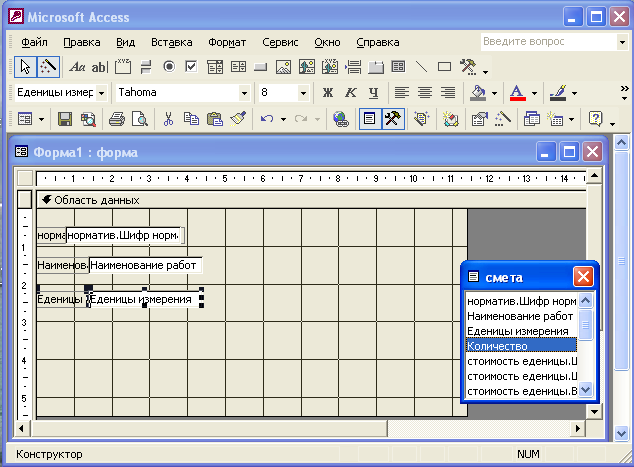 Microsoft Access
Файл Правка Вид Вставка Формат Сервис Окно Справка Введите вопрос
Aa ab| XYZ
Еденицы измер Tahoma 8 Ж К Ч
Форма1 : форма
1 2 3 4 5 6 7 8 9 10 11 12 13 14
Область данных
норма норматив.Шифр норм.
1
Наименов Наименование работ
2
Еденицы Еденицы измерения
3
4
5
смета
норматив.Шифр норм
Наименование работ
Еденицы измерения
Количество
стоимость еденицы.Ц
стоимость еденицы.Ц
стоимость еденицы.В
Конструктор NUM